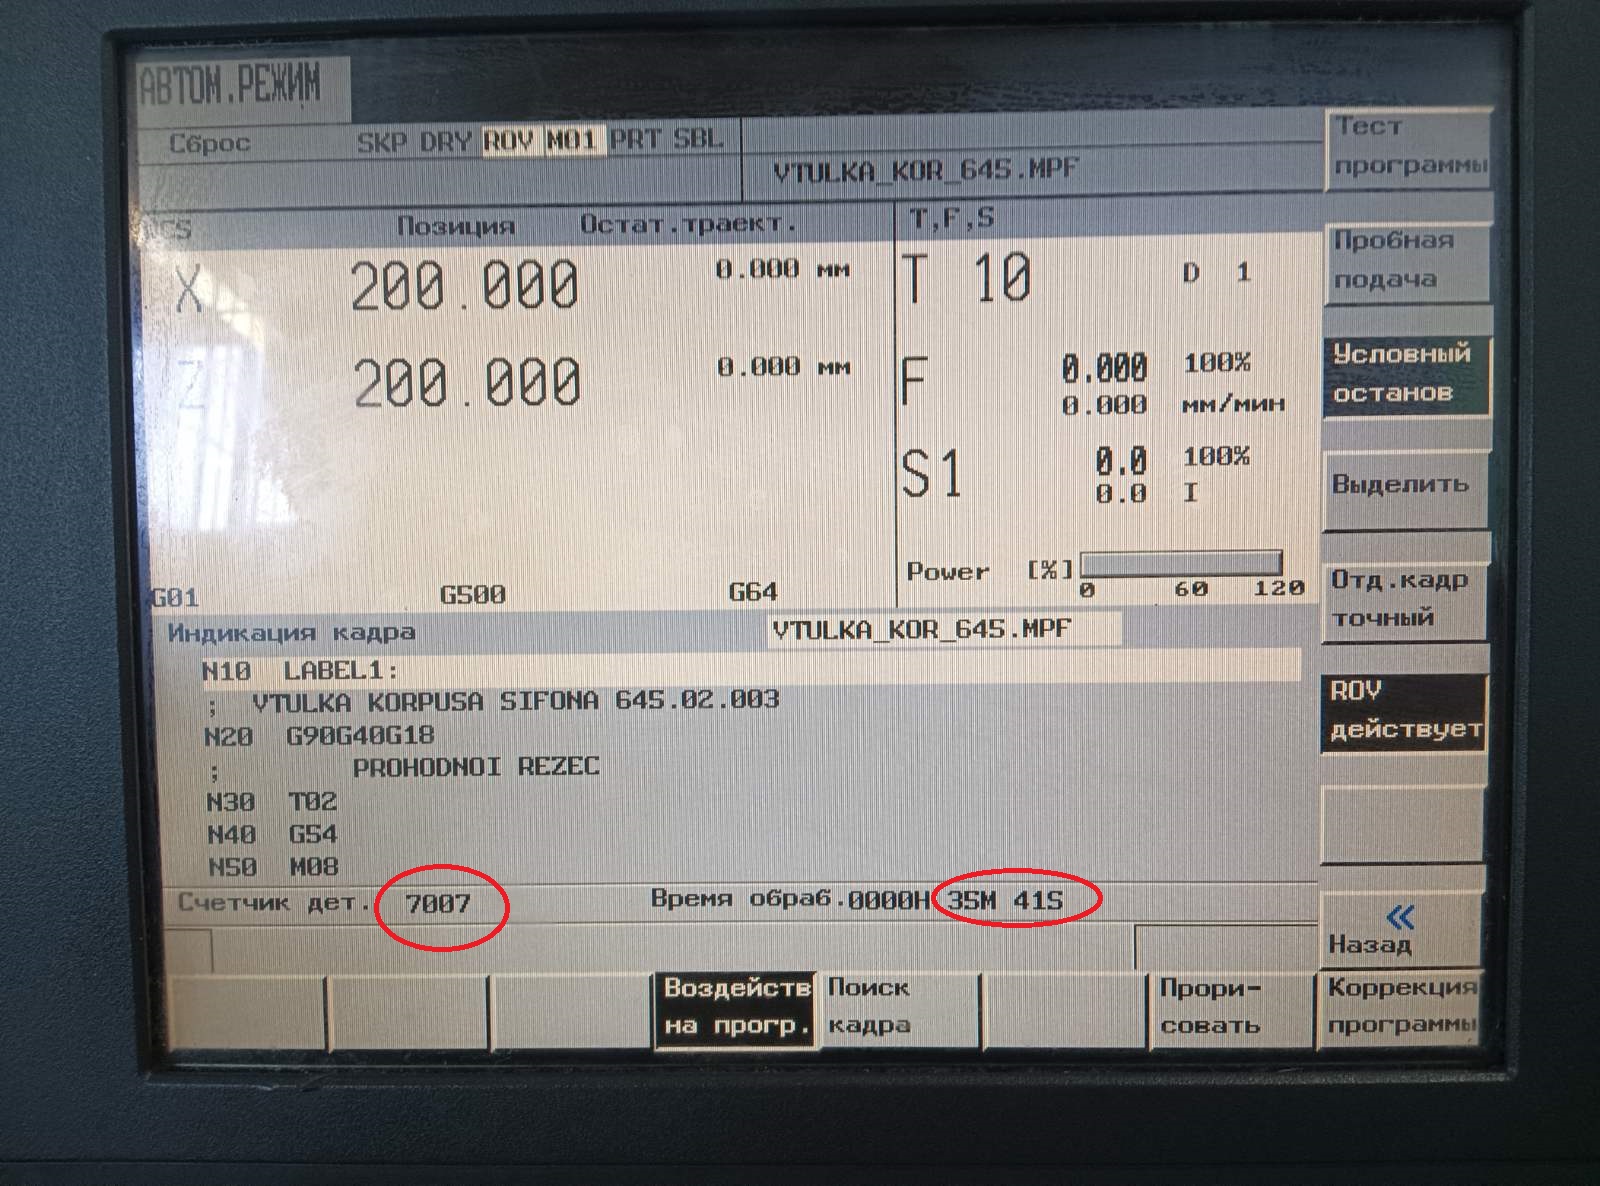 АВТОМ.РЕЖИМ
Сброс SKP DRY ROV M01 PRT SBL
VTULKA_KOR_645.MPF
Позиция Остат.траект. T,F,S
X 200.000 0.000 мм T 10 D 1
Z 200.000 0.000 мм F 0.000 100%
0.000 мм/мин
S1 0.0 100%
0.0 I
Power [%] 0 60 120
G01 G500 G64
Индикация кадра VTULKA_KOR_645.MPF
N10 LABEL1:
; VTULKA KORPUSA SIFONA 645.02.003
N20 G90G40G18
; PROHODNOI REZEC
N30 T02
N40 G54
N50 M08
Счетчик дет. 7007 Время обраб.0000H 35M 41S
Тест
программы
Пробная
подача
Условный
останов
Выделить
Отд.кадр
точный
ROV
действует
«
Назад
Воздейств
на прогр.
Поиск
кадра
Прори-
совать
Коррекция
программы